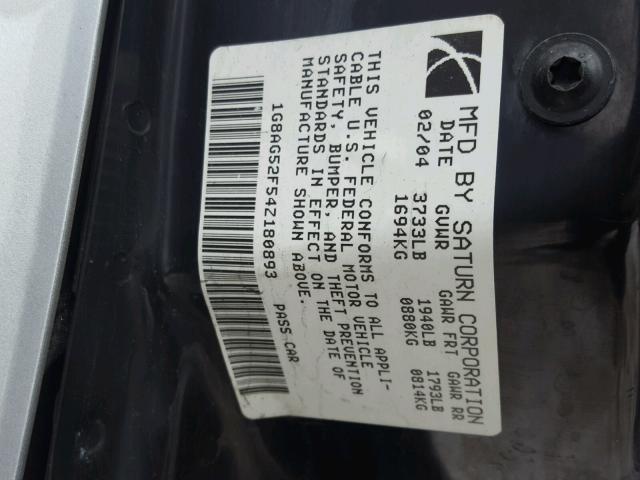 MFD BY SATURN CORPORATION
DATE GVWR GAWR FRT GAWR RR
02/04 3733LB 1940LB 1793LB
1694KG 0880KG 0814KG
THIS VEHICLE CONFORMS TO ALL APPLI-
CABLE U.S. FEDERAL MOTOR VEHICLE
SAFETY, BUMPER, AND THEFT PREVENTION
STANDARDS IN EFFECT ON THE DATE OF
MANUFACTURE SHOWN ABOVE.
1G8AG52F54Z180893 PASS CAR